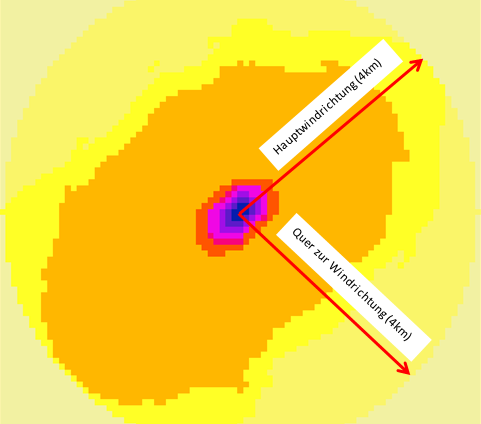 Hauptwindrichtung (4km)
Quer zur Windrichtung (4km)